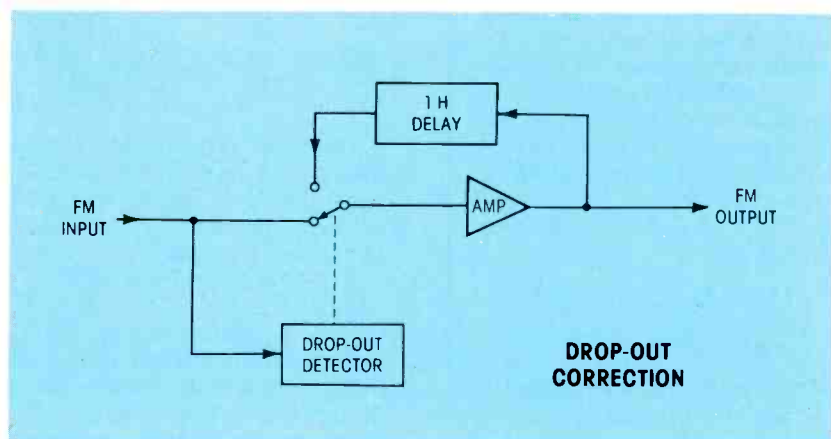 1 H
DELAY
FM
INPUT
AMP
FM
OUTPUT
DROP-OUT
DETECTOR
DROP-OUT
CORRECTION